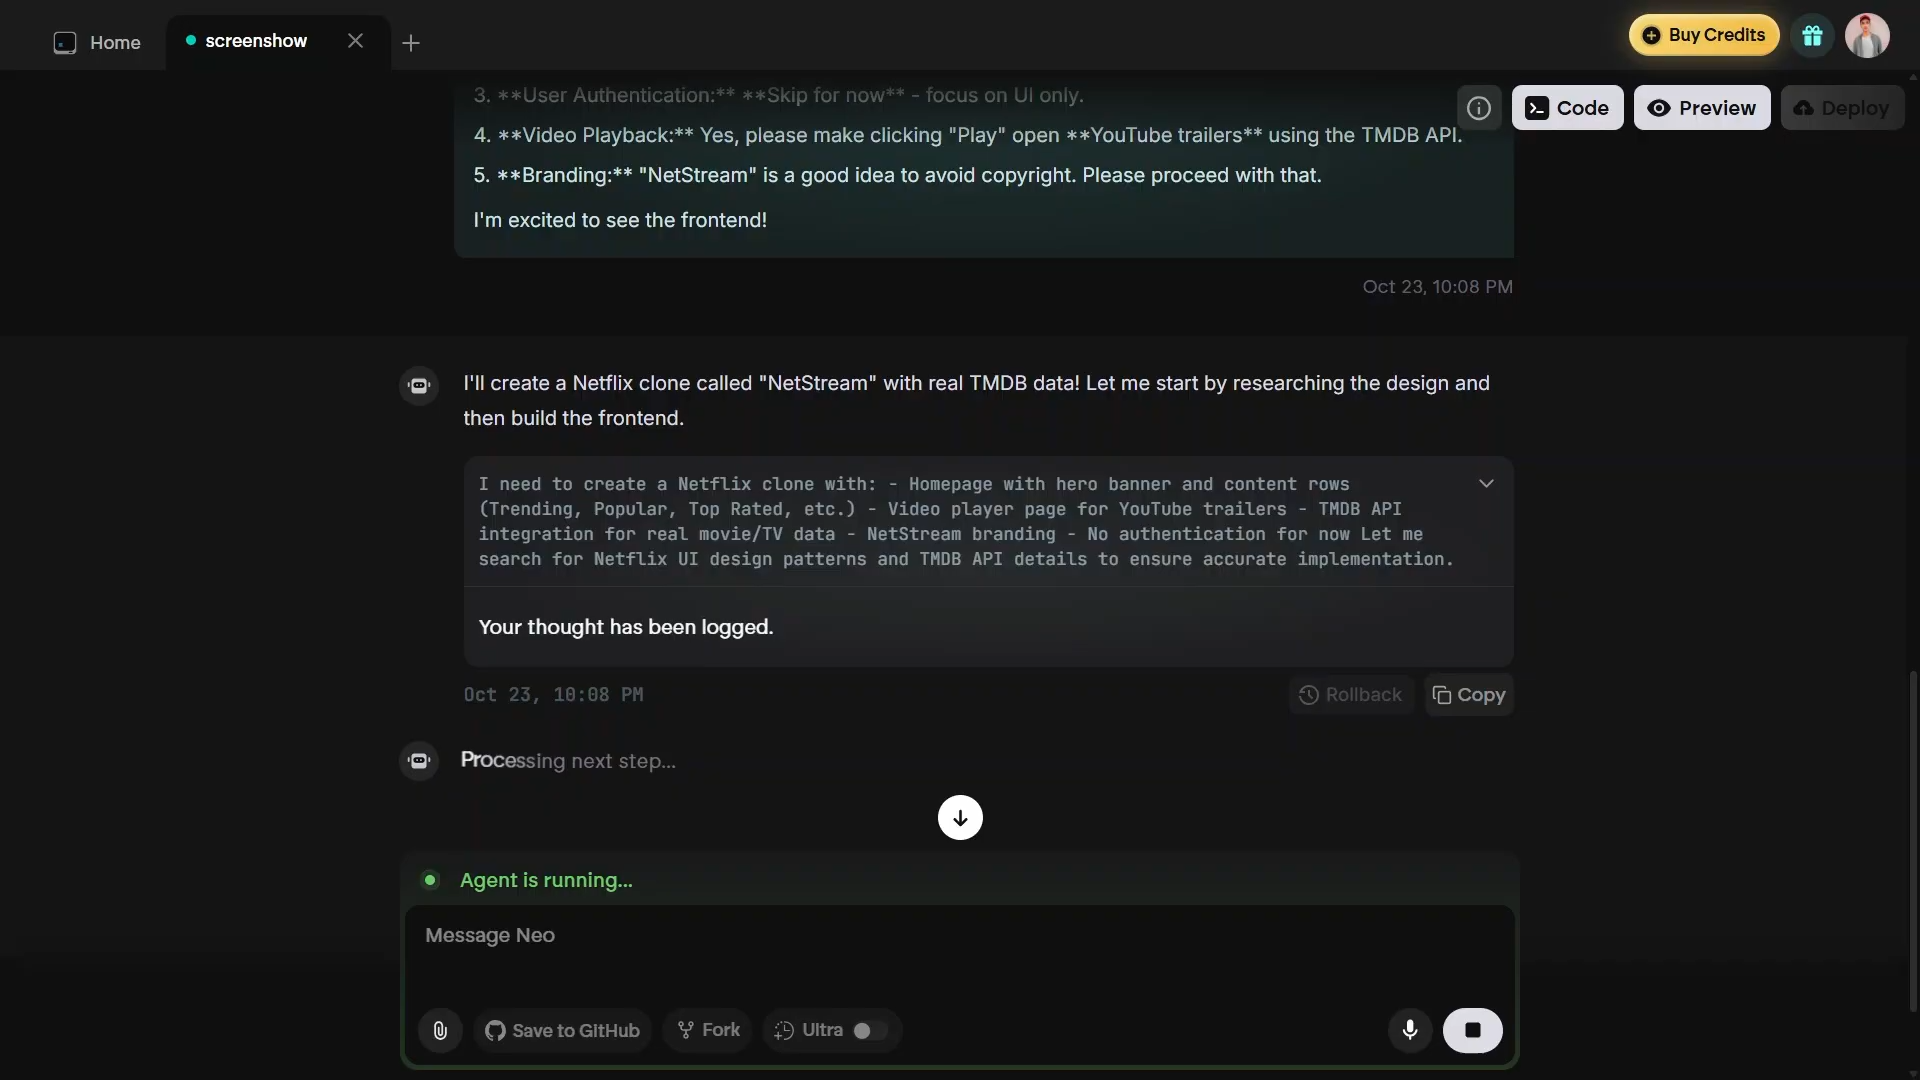 Home
screenshow
Buy Credits
3. **User Authentication:** **Skip for now** - focus on UI only.
Code
Preview
Deploy
4. **Video Playback:** Yes, please make clicking "Play" open **YouTube trailers** using the TMDB API.
5. **Branding:** "NetStream" is a good idea to avoid copyright. Please proceed with that.
I'm excited to see the frontend!
Oct 23, 10:08 PM
I'll create a Netflix clone called "NetStream" with real TMDB data! Let me start by researching the design and
then build the frontend.
I need to create a Netflix clone with: - Homepage with hero banner and content rows
(Trending, Popular, Top Rated, etc.) - Video player page for YouTube trailers - TMDB API
integration for real movie/TV data - NetStream branding - No authentication for now Let me
search for Netflix UI design patterns and TMDB API details to ensure accurate implementation.
Your thought has been logged.
Oct 23, 10:08 PM
Rollback
Copy
Processing next step...
Agent is running...
Message Neo
Save to GitHub
Fork
Ultra